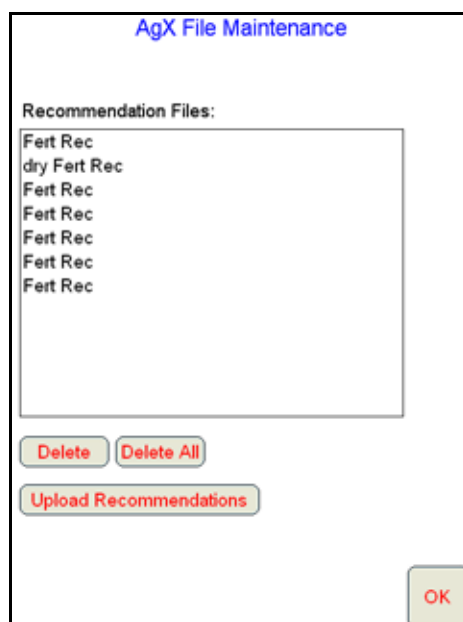 AgX File Maintenance
Recommendation Files:
Fert Rec
dry Fert Rec
Fert Rec
Fert Rec
Fert Rec
Fert Rec
Fert Rec
Delete Delete All
Upload Recommendations
OK